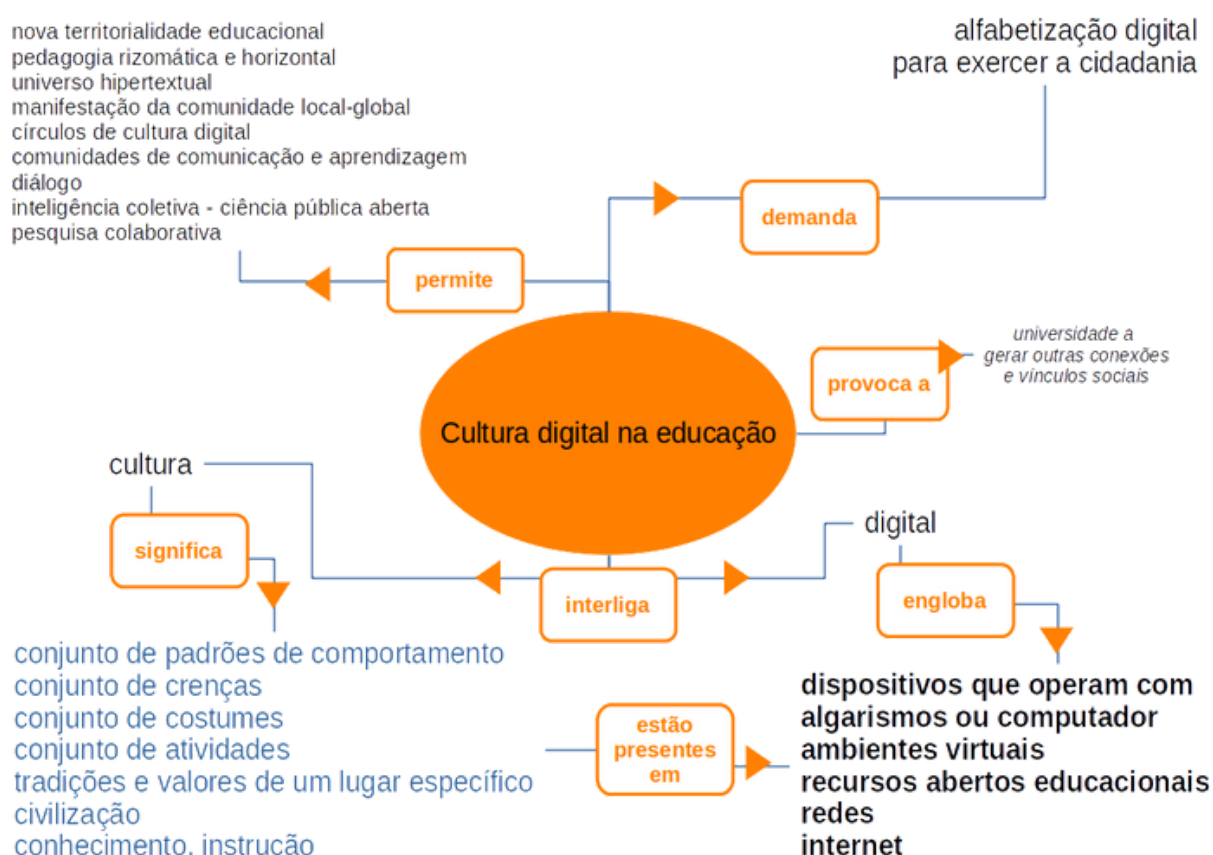 nova territorialidade educacional
pedagogia rizomática e horizontal
universo hipertextual
manifestação da comunidade local-global
círculos de cultura digital
comunidades de comunicação e aprendizagem
diálogo
inteligência coletiva - ciência pública aberta
pesquisa colaborativa
alfabetização digital
para exercer a cidadania
demanda
permite
universidade a
gerar outras conexões
e vínculos sociais
provoca a
Cultura digital na educação
cultura
significa
digital
engloba
interliga
conjunto de padrões de comportamento
conjunto de crenças
conjunto de costumes
conjunto de atividades
tradições e valores de um lugar específico
civilização
conhecimento, instrução
estão
presentes
em
dispositivos que operam com
algarismos ou computador
ambientes virtuais
recursos abertos educacionais
redes
internet